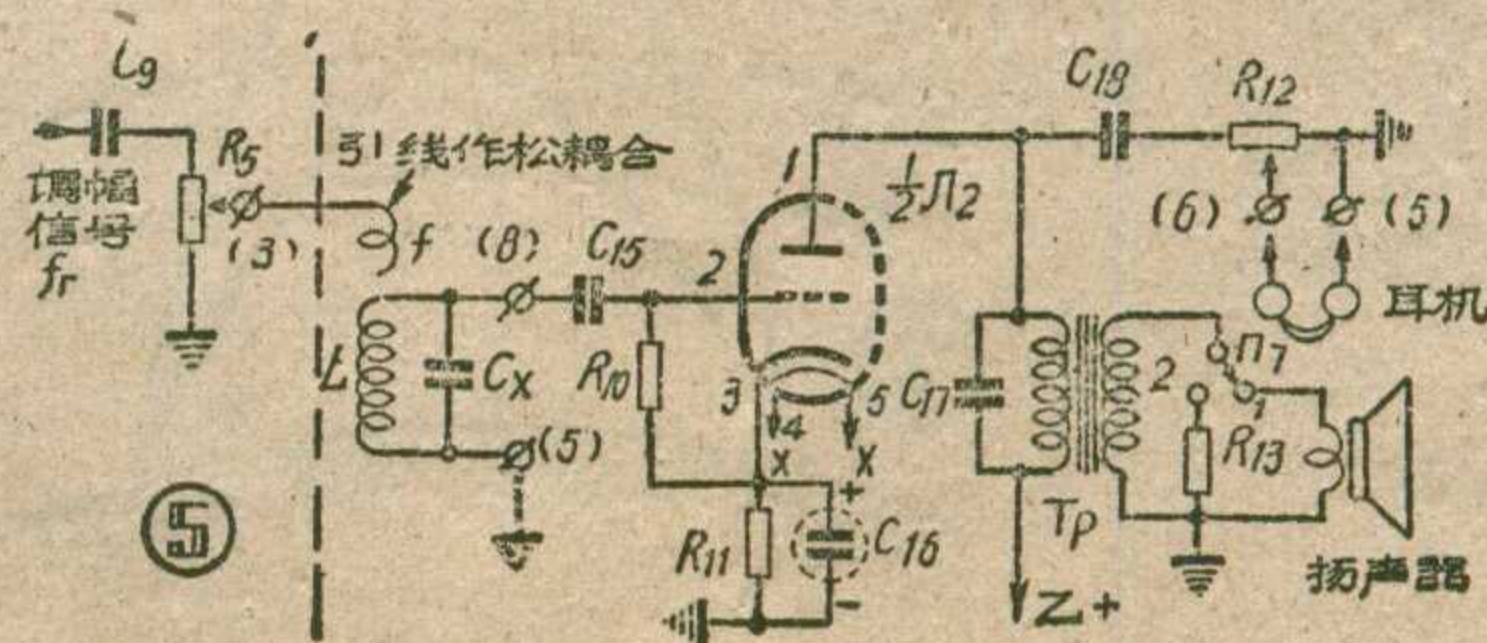 C9
调幅
信号
fr
R5
(3)
引线作松耦合
f
(8)
C15
L
Cx
(5)
R10
1
2
3
4
5
x
x
½Л2
R11
+
C16
-
C18
R12
(6)
(5)
耳机
C17
Tp
Z+
2
П7
1
R13
扬声器
⑤